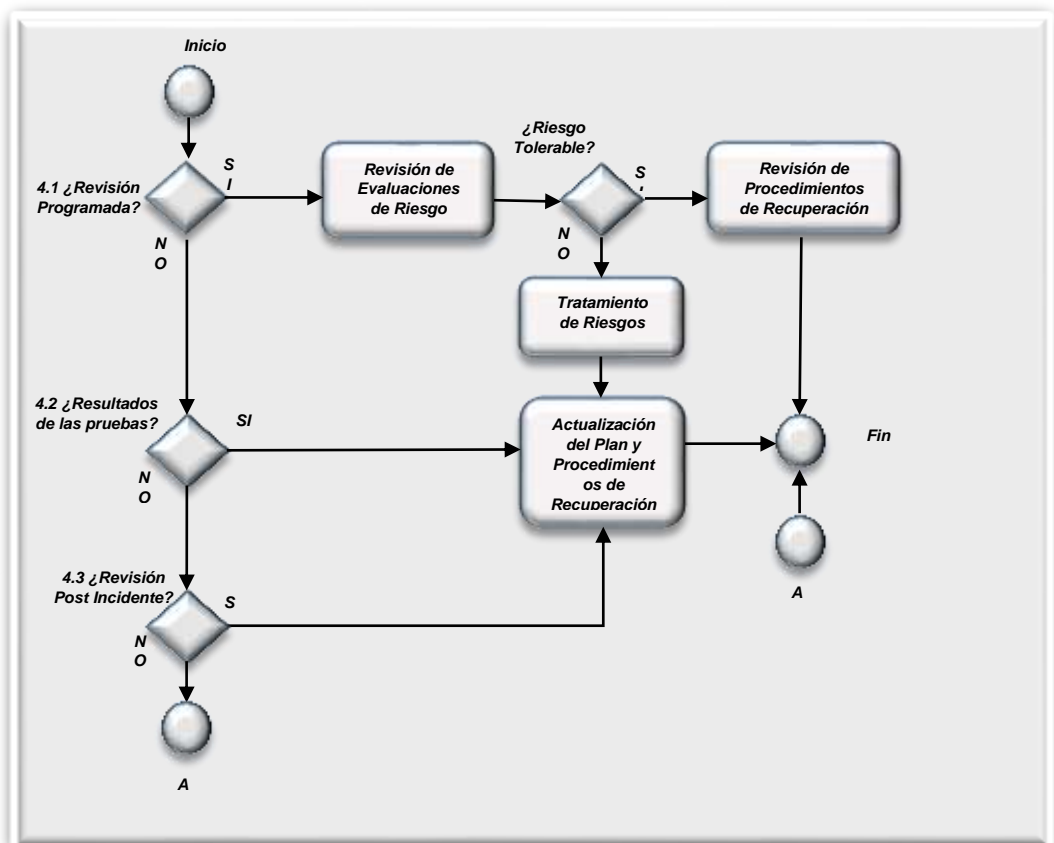 Inicio
¿Riesgo
Tolerable?
4.1 ¿Revisión
Programada?
S
I
N
O
Revisión de
Evaluaciones
de Riesgo
S
N
O
Revisión de
Procedimientos
de Recuperación
Tratamiento
de Riesgos
4.2 ¿Resultados
de las pruebas?
SI
N
O
Actualización
del Plan y
Procedimient
os de
Recuperación
Fin
A
4.3 ¿Revisión
Post Incidente?
S
N
O
A